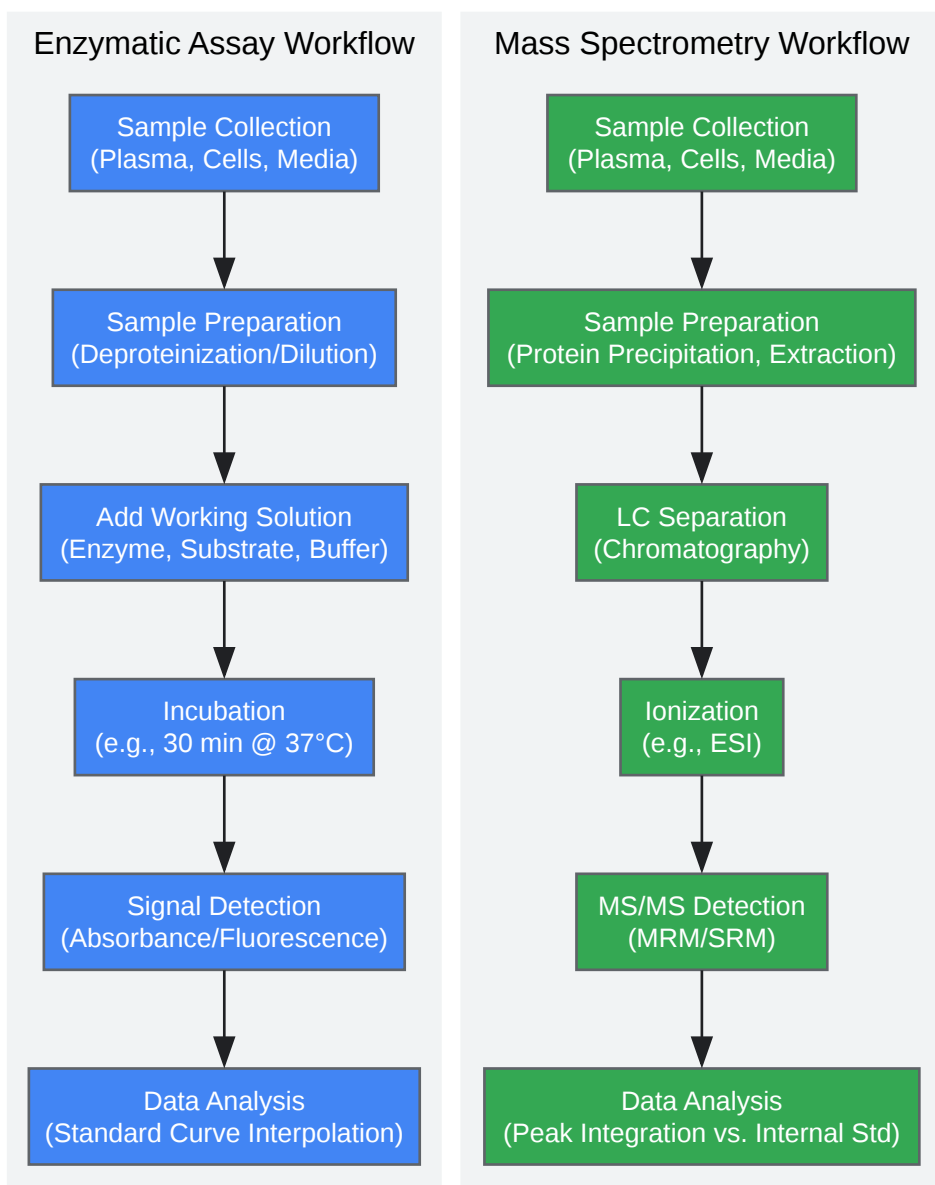 Enzymatic Assay Workflow
Sample Collection
(Plasma, Cells, Media)
Sample Preparation
(Deproteinization/Dilution)
Add Working Solution
(Enzyme, Substrate, Buffer)
Incubation
(e.g., 30 min @ 37°C)
Signal Detection
(Absorbance/Fluorescence)
Data Analysis
(Standard Curve Interpolation)
Mass Spectrometry Workflow
Sample Collection
(Plasma, Cells, Media)
Sample Preparation
(Protein Precipitation, Extraction)
LC Separation
(Chromatography)
Ionization
(e.g., ESI)
MS/MS Detection
(MRM/SRM)
Data Analysis
(Peak Integration vs. Internal Std)